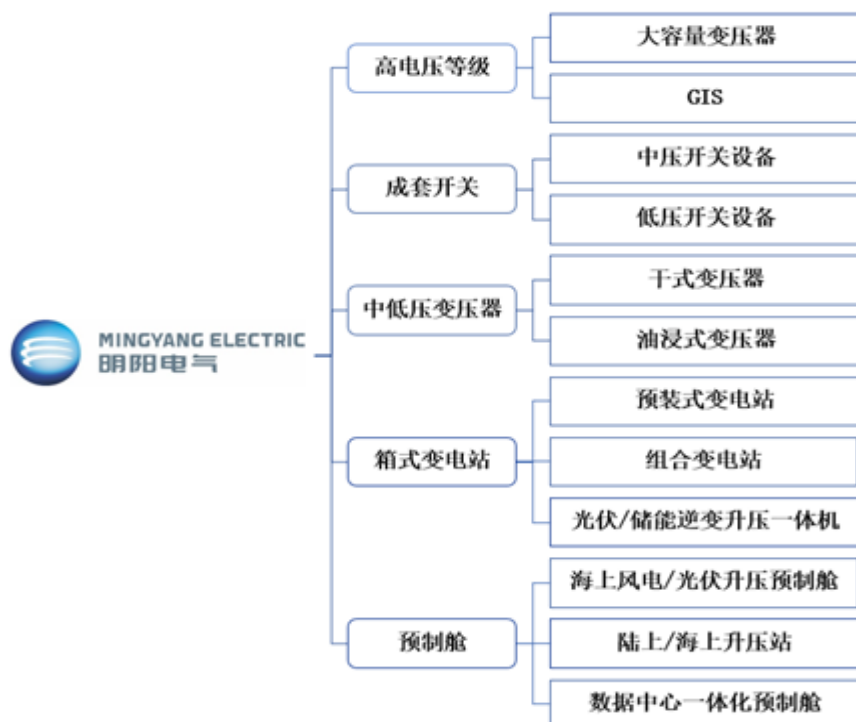 高电压等级
大容量变压器
GIS
成套开关
中压开关设备
低压开关设备
中低压变压器
干式变压器
油浸式变压器
MINGYANG ELECTRIC
明阳电气
箱式变电站
预装式变电站
组合变电站
光伏/储能逆变升压一体机
预制舱
海上风电/光伏升压预制舱
陆上/海上升压站
数据中心一体化预制舱